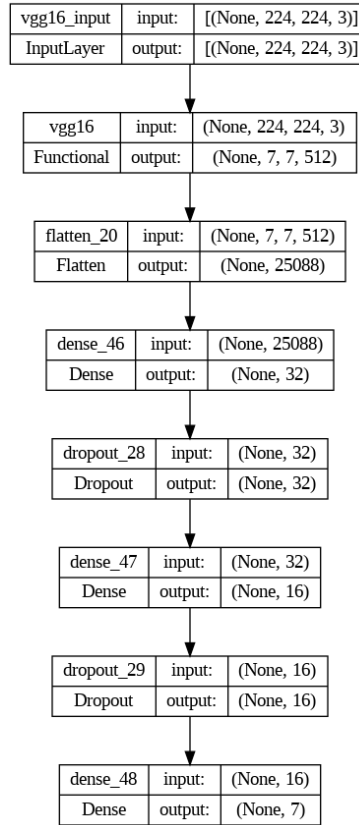 vgg16_input input: [(None, 224, 224, 3)]
InputLayer output: [(None, 224, 224, 3)]
vgg16 input: (None, 224, 224, 3)
Functional output: (None, 7, 7, 512)
flatten_20 input: (None, 7, 7, 512)
Flatten output: (None, 25088)
dense_46 input: (None, 25088)
Dense output: (None, 32)
dropout_28 input: (None, 32)
Dropout output: (None, 32)
dense_47 input: (None, 32)
Dense output: (None, 16)
dropout_29 input: (None, 16)
Dropout output: (None, 16)
dense_48 input: (None, 16)
Dense output: (None, 7)